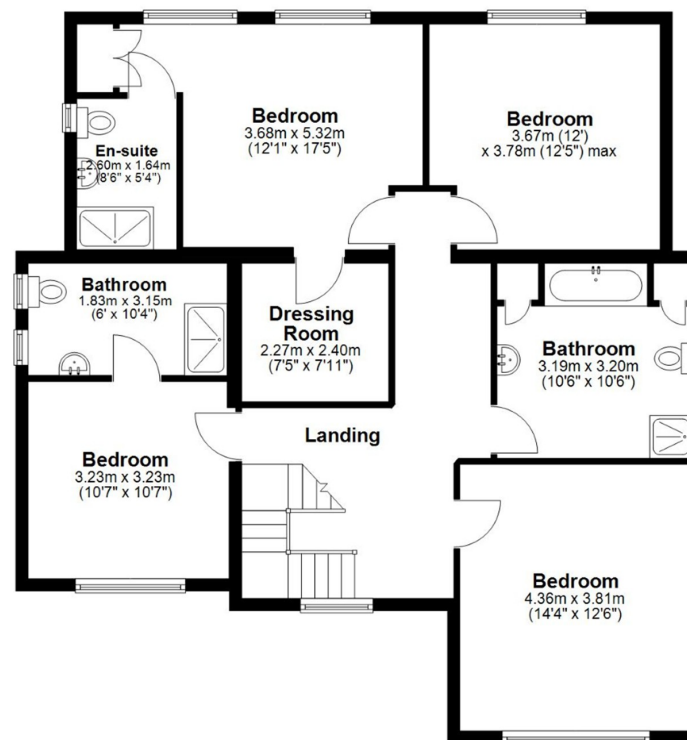 Bedroom
3.68m x 5.32m
(12'1" x 17'5")
Bedroom
3.67m (12')
x 3.78m (12'5") max
En-suite
2.60m x 1.64m
(8'6" x 5'4")
Bathroom
1.83m x 3.15m
(6' x 10'4")
Dressing
Room
2.27m x 2.40m
(7'5" x 7'11")
Bathroom
3.19m x 3.20m
(10'6" x 10'6")
Landing
Bedroom
3.23m x 3.23m
(10'7" x 10'7")
Bedroom
4.36m x 3.81m
(14'4" x 12'6")